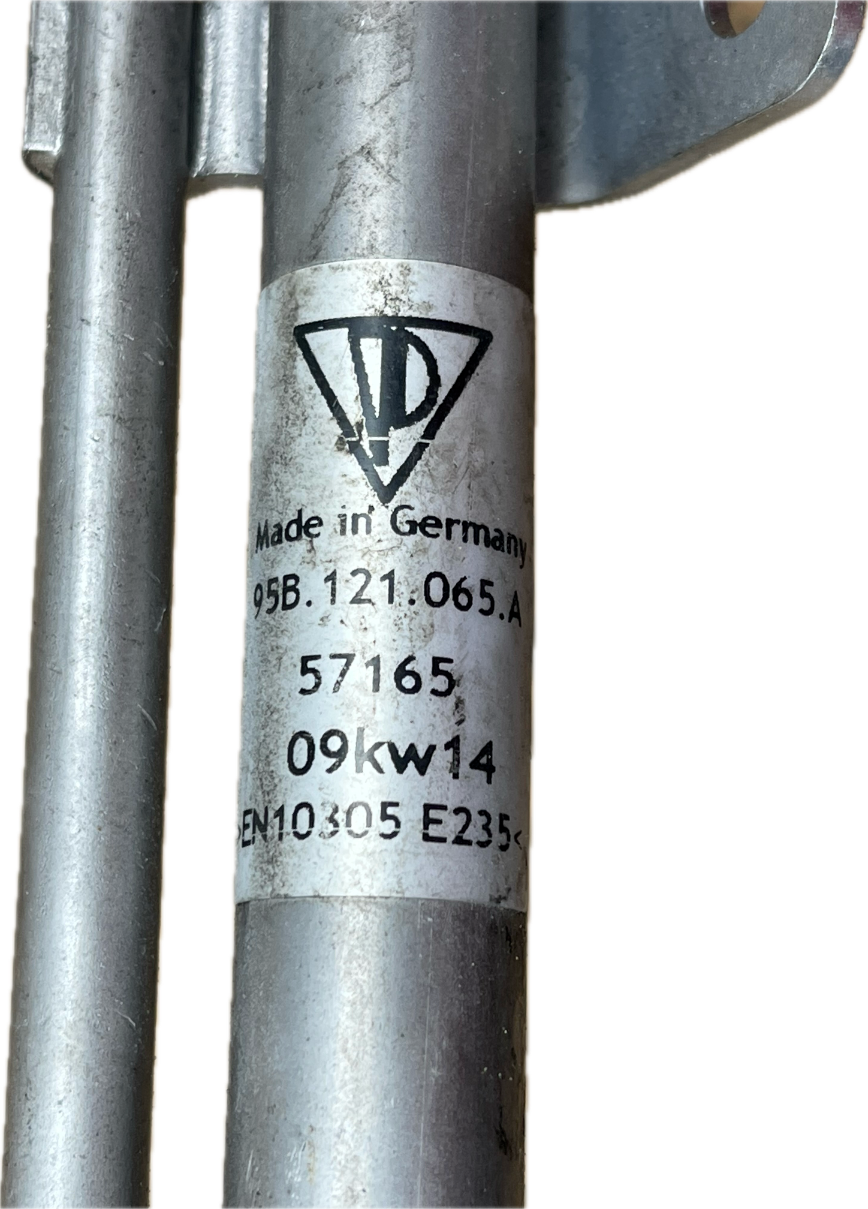 Made in Germany
95B.121.065.A
57165
09kw14
>EN10305 E235<